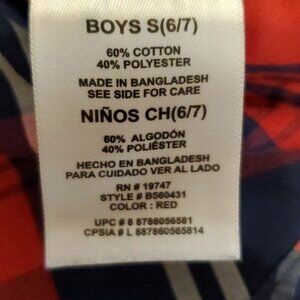 BOYS S(6/7)
60% COTTON
40% POLYESTER
MADE IN BANGLADESH
SEE SIDE FOR CARE
NIÑOS CH(6/7)
60% ALGODÓN
40% POLIÉSTER
HECHO EN BANGLADESH
PARA CUIDADO VER AL LADO
RN # 19747
STYLE # B560431
COLOR : RED
UPC # 8 8786056581
CPSIA # L 887860565814